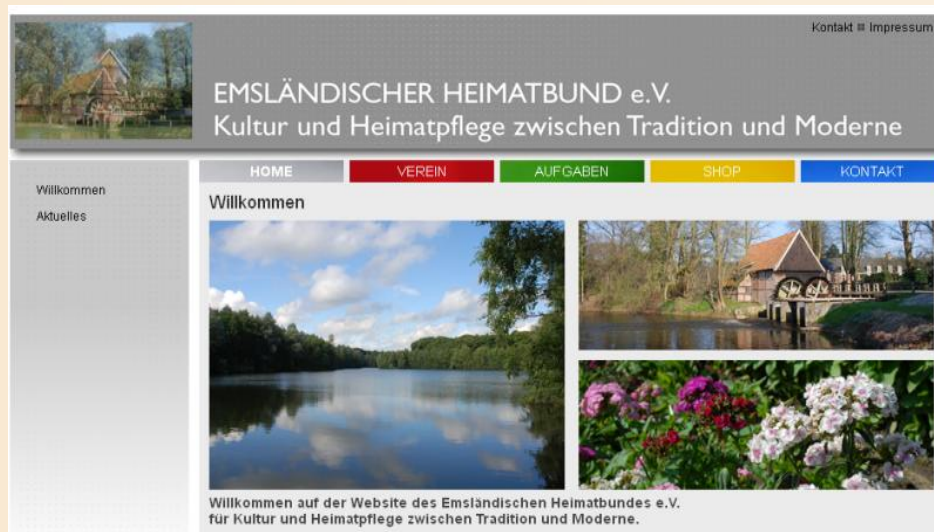 Kontakt Impressum
EMSLÄNDISCHER HEIMATBUND e.V.
Kultur und Heimatpflege zwischen Tradition und Moderne
HOME VEREIN AUFGABEN SHOP KONTAKT
Willkommen
Aktuelles
Willkommen
Willkommen auf der Website des Emsländischen Heimatbundes e.V.
für Kultur und Heimatpflege zwischen Tradition und Moderne.